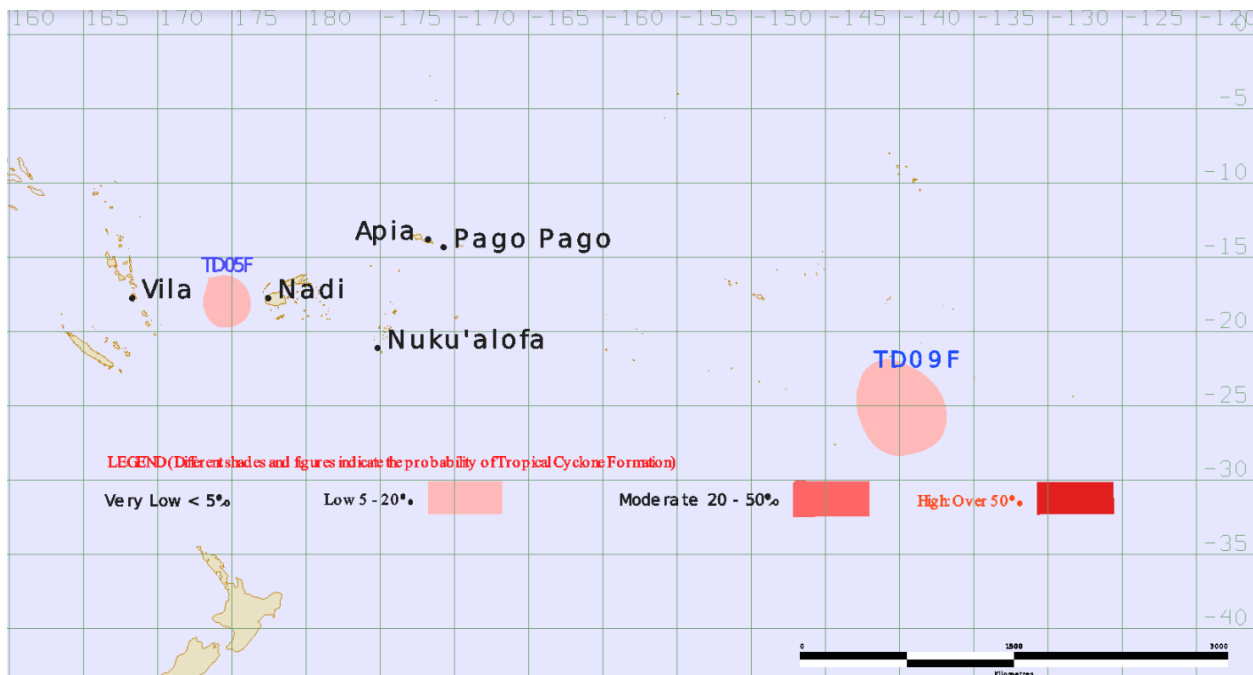 160 165 170 175 180 -175 -170 -165 -160 -155 -150 -145 -140 -135 -130 -125 -120
0
-5
-10
Apia
Pago Pago
-15
TD05F
Vila
Nadi
-20
Nuku'alofa
TD09F
-25
LEGEND (Different shades and figures indicate the probability of Tropical Cyclone Formation)
-30
Very Low < 5%
Low 5 - 20%
Moderate 20 - 50%
High: Over 50%
-35
-40
0 1500 3000
Kilometres